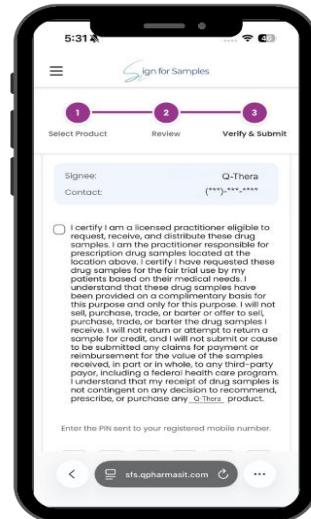 5:31
46
Sign for Samples
1
2
3
Select Product
Review
Verify & Submit
Signee:
Q-Thera
Contact:
(***)-***-****
I certify I am a licensed practitioner eligible to
request, receive, and distribute these drug
samples. I am the practitioner responsible for
prescription drug samples located at the
location above. I certify I have requested these
drug samples for the fair trial use by my
patients based on their medical needs. I
understand that these drug samples have
been provided on a complimentary basis for
this purpose and only for this purpose. I will not
sell, purchase, trade, or barter or offer to sell,
purchase, trade, or barter the drug samples I
receive. I will not return or attempt to return a
sample for credit, and I will not submit or cause
to be submitted any claims for payment or
reimbursement for the value of the samples
received, in part or in whole, to any third-party
payor, including a federal health care program.
I understand that my receipt of drug samples is
not contingent on any decision to recommend,
prescribe, or purchase any Q-Thera product.
Enter the PIN sent to your registered mobile number.
sfs.qpharmasit.com